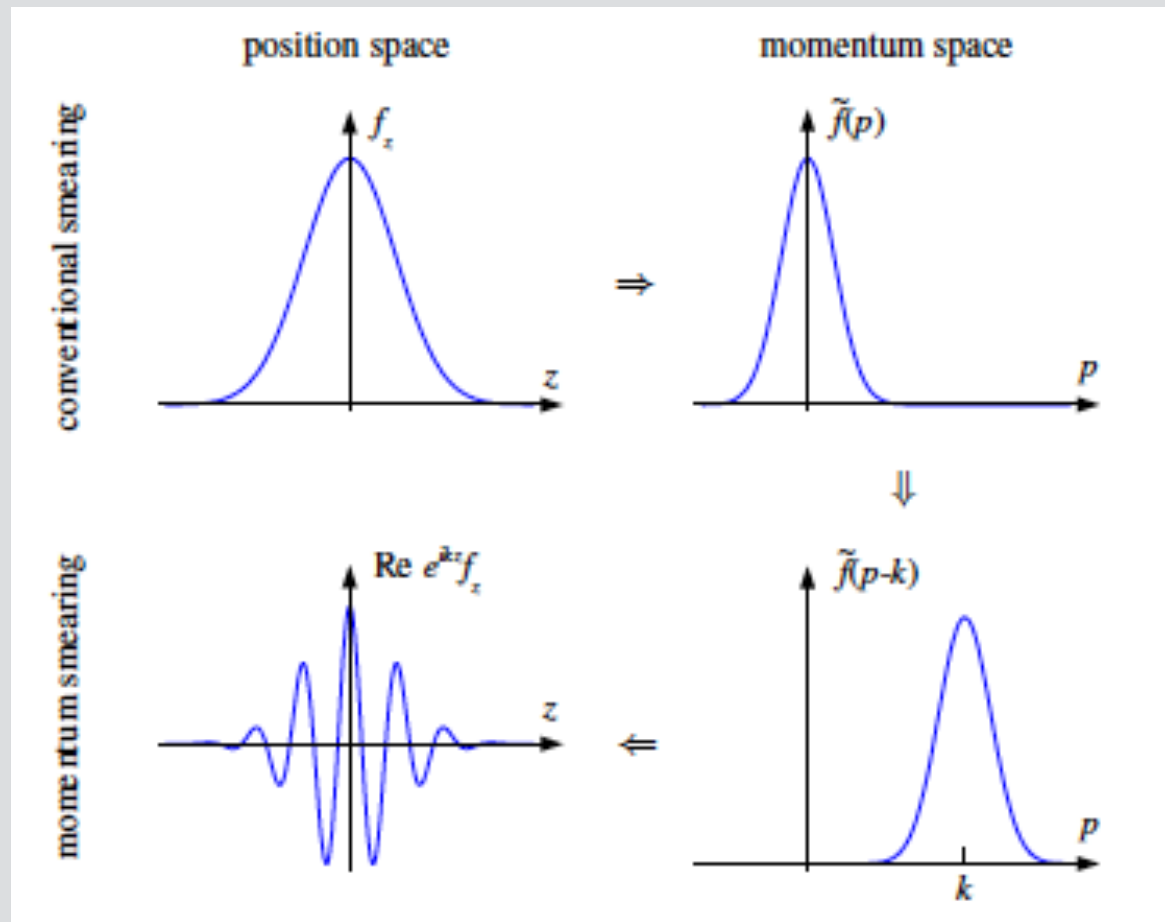 position space
momentum space
conventional smearing
f_z
z
⇒
f̃(p)
p
⇓
momentum smearing
Re e^{ikz}f_z
z
⇐
f̃(p-k)
p
k